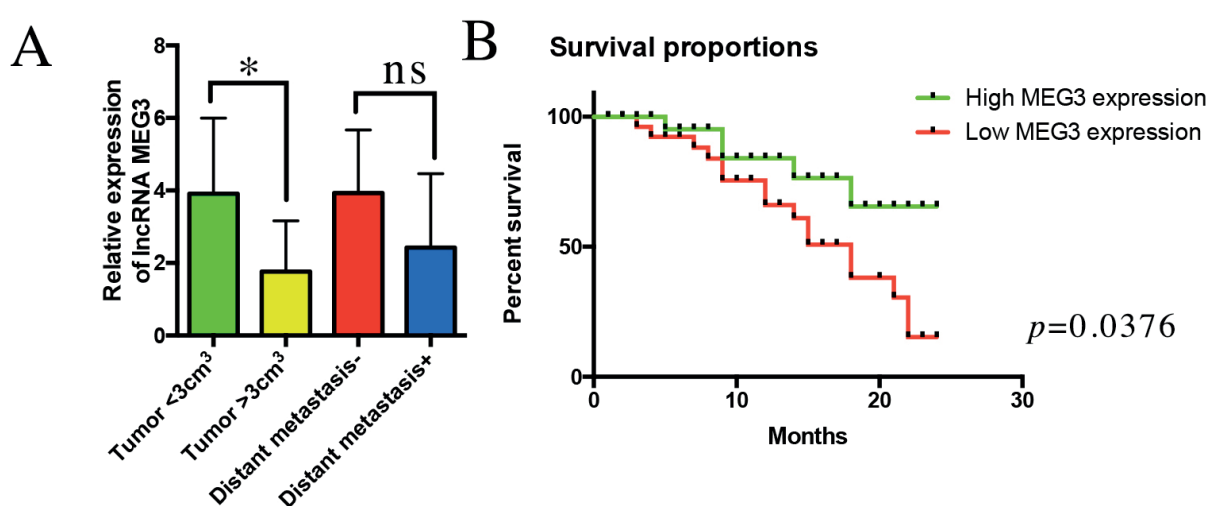 A
8
6
4
2
0
Relative expression
of lncRNA MEG3
*
ns
Tumor <3cm³
Tumor >3cm³
Distant metastasis-
Distant metastasis+
B
Survival proportions
High MEG3 expression
Low MEG3 expression
100
50
0
Percent survival
p=0.0376
0
10
20
30
Months